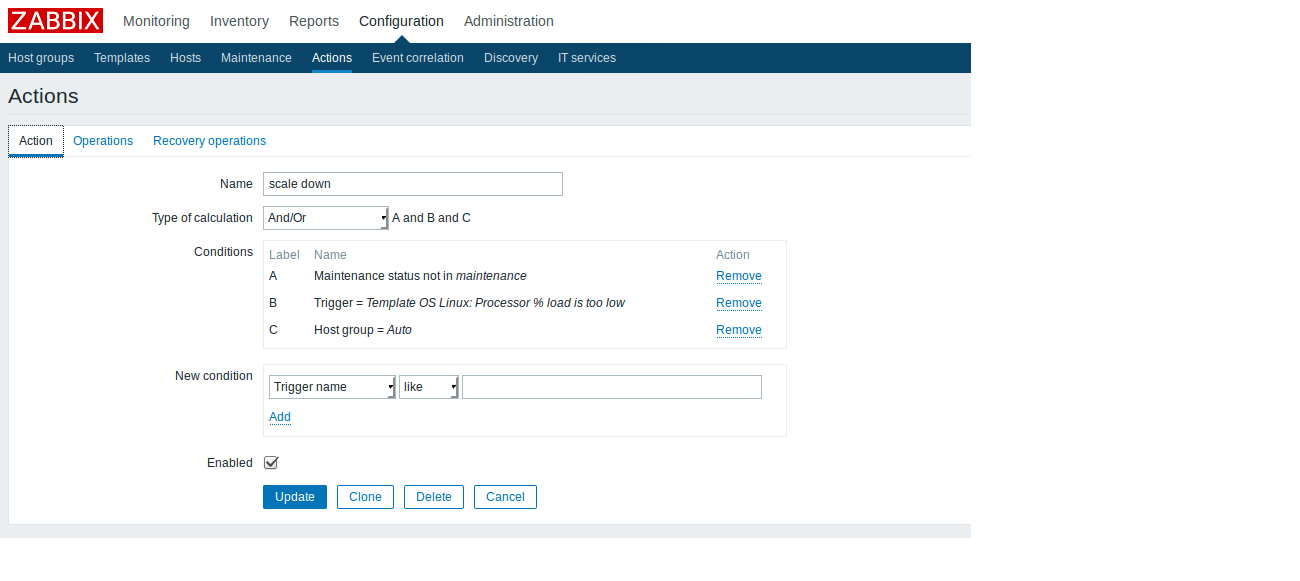 ZABBIX Monitoring Inventory Reports Configuration Administration
Host groups Templates Hosts Maintenance Actions Event correlation Discovery IT services
Actions
Action Operations Recovery operations
Name scale down
Type of calculation And/Or A and B and C
Conditions Label Name Action
A Maintenance status not in maintenance Remove
B Trigger = Template OS Linux: Processor % load is too low Remove
C Host group = Auto Remove
New condition Trigger name like
Add
Enabled
Update Clone Delete Cancel